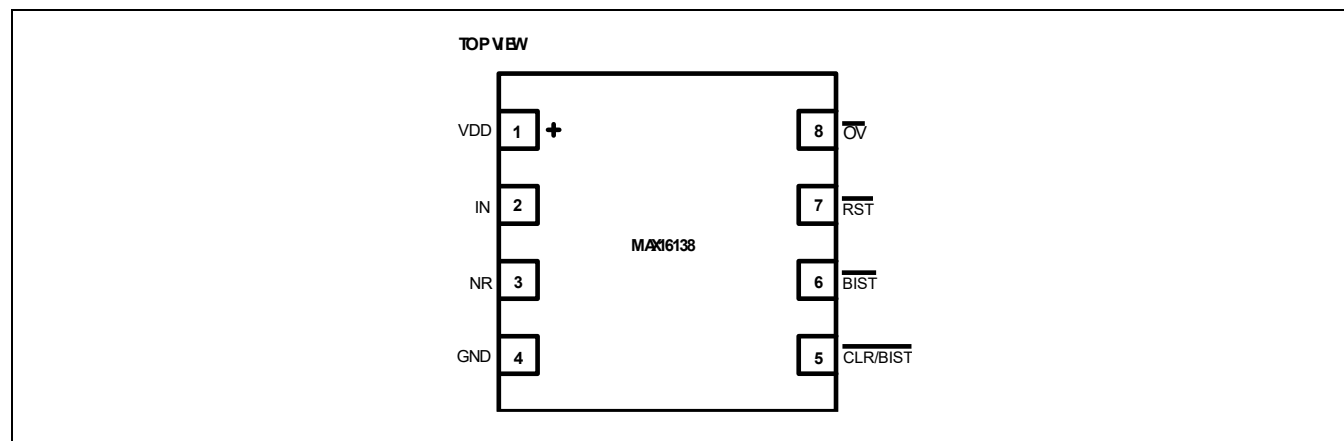 TOP VIEW
VDD 1 + 8 OV
IN 2 7 RST
MAX16138
NR 3 6 BIST
GND 4 5 CLR/BIST